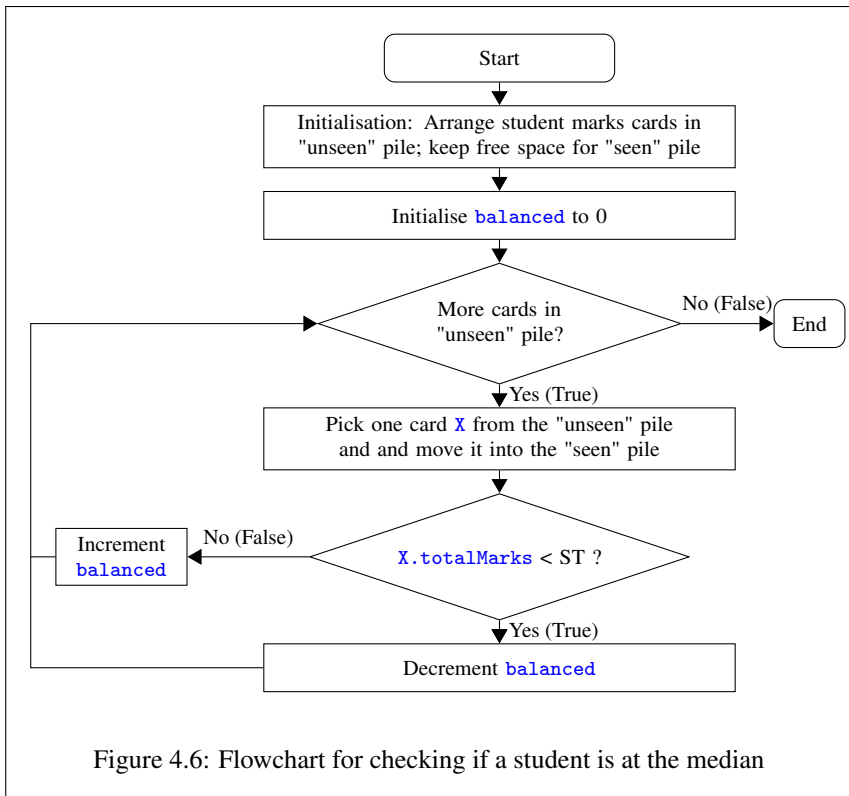 Start
Initialisation: Arrange student marks cards in
"unseen" pile; keep free space for "seen" pile
Initialise balanced to 0
More cards in
"unseen" pile?
No (False)
End
Yes (True)
Pick one card X from the "unseen" pile
and and move it into the "seen" pile
X.totalMarks < ST ?
No (False)
Increment
balanced
Yes (True)
Decrement balanced
Figure 4.6: Flowchart for checking if a student is at the median